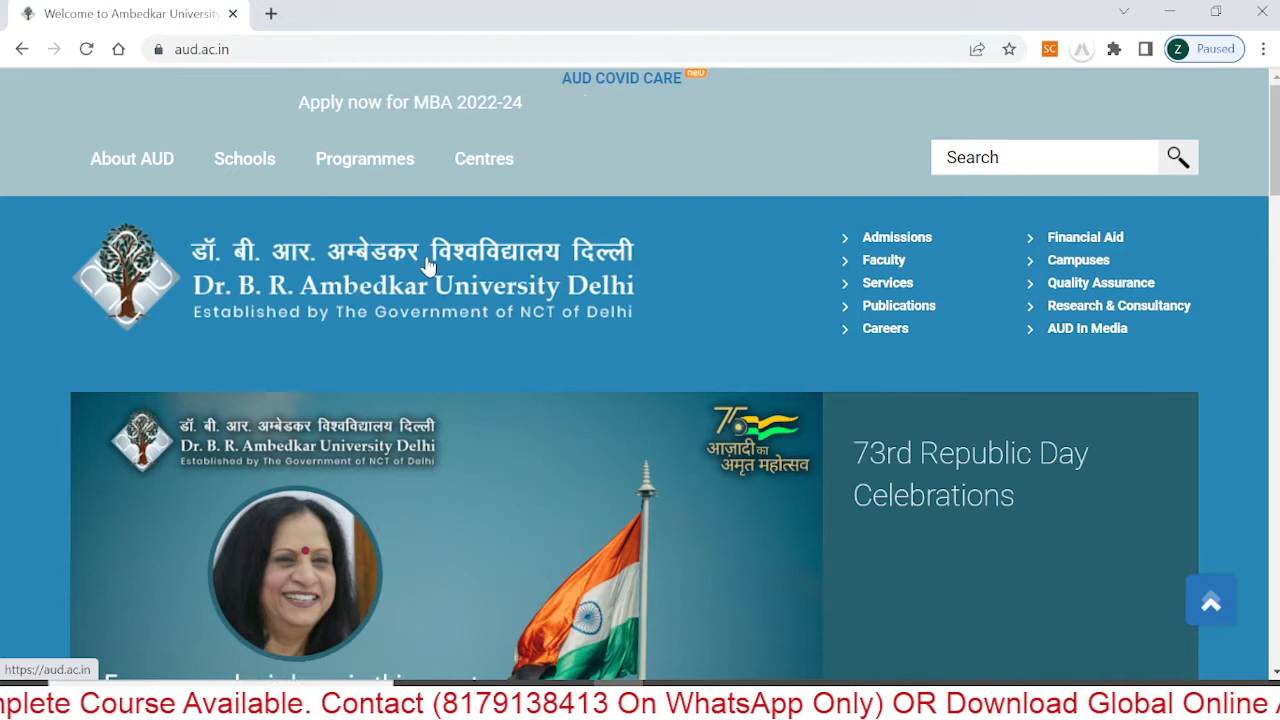 Welcome to Ambedkar University
aud.ac.in
SC
Z Paused
AUD COVID CARE new
Apply now for MBA 2022-24
About AUD Schools Programmes Centres
Search
डॉ. बी. आर. अम्बेडकर विश्वविद्यालय दिल्ली
Dr. B. R. Ambedkar University Delhi
Established by The Government of NCT of Delhi
Admissions
Faculty
Services
Publications
Careers
Financial Aid
Campuses
Quality Assurance
Research & Consultancy
AUD In Media
डॉ. बी. आर. अम्बेडकर विश्वविद्यालय दिल्ली
Dr. B. R. Ambedkar University Delhi
Established by The Government of NCT of Delhi
75
आज़ादी का
अमृत महोत्सव
73rd Republic Day
Celebrations
https://aud.ac.in
mplete Course Available. Contact (8179138413 On WhatsApp Only) OR Download Global Online